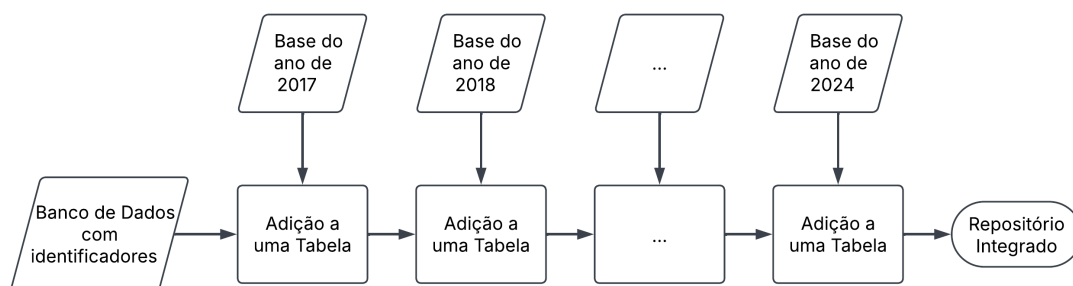 Base do
ano de
2017
Base do
ano de
2018
...
Base do
ano de
2024
Banco de Dados
com
identificadores
Adição a
uma Tabela
Adição a
uma Tabela
...
Adição a
uma Tabela
Repositório
Integrado